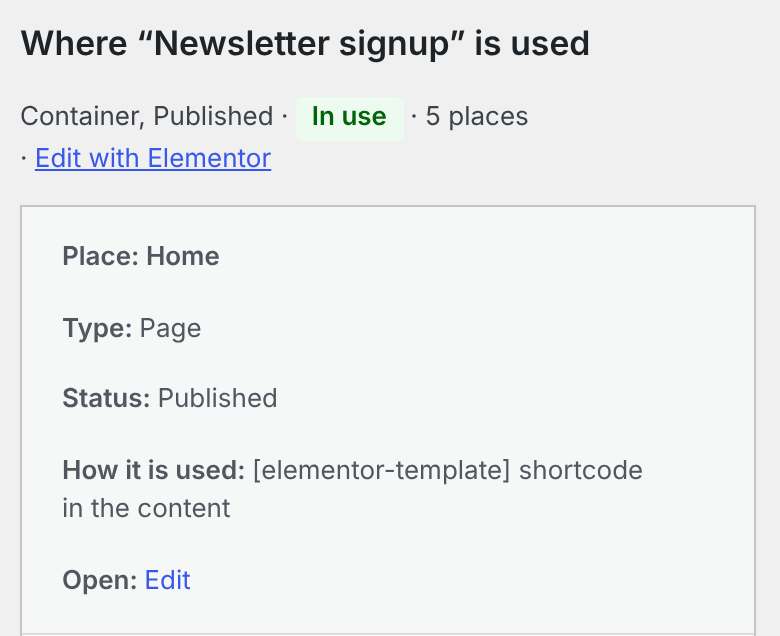 Where “Newsletter signup” is used
Container, Published · In use · 5 places
· Edit with Elementor
Place: Home
Type: Page
Status: Published
How it is used: [elementor-template] shortcode
in the content
Open: Edit